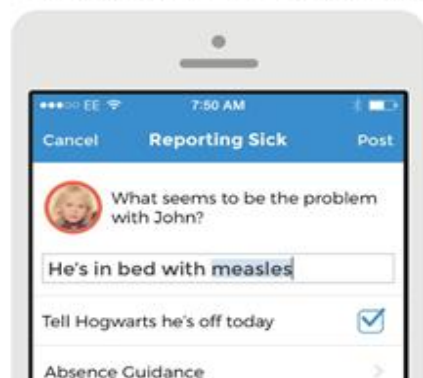 EE 7:50 AM
Cancel Reporting Sick Post
What seems to be the problem
with John?
He's in bed with measles
Tell Hogwarts he's off today
Absence Guidance